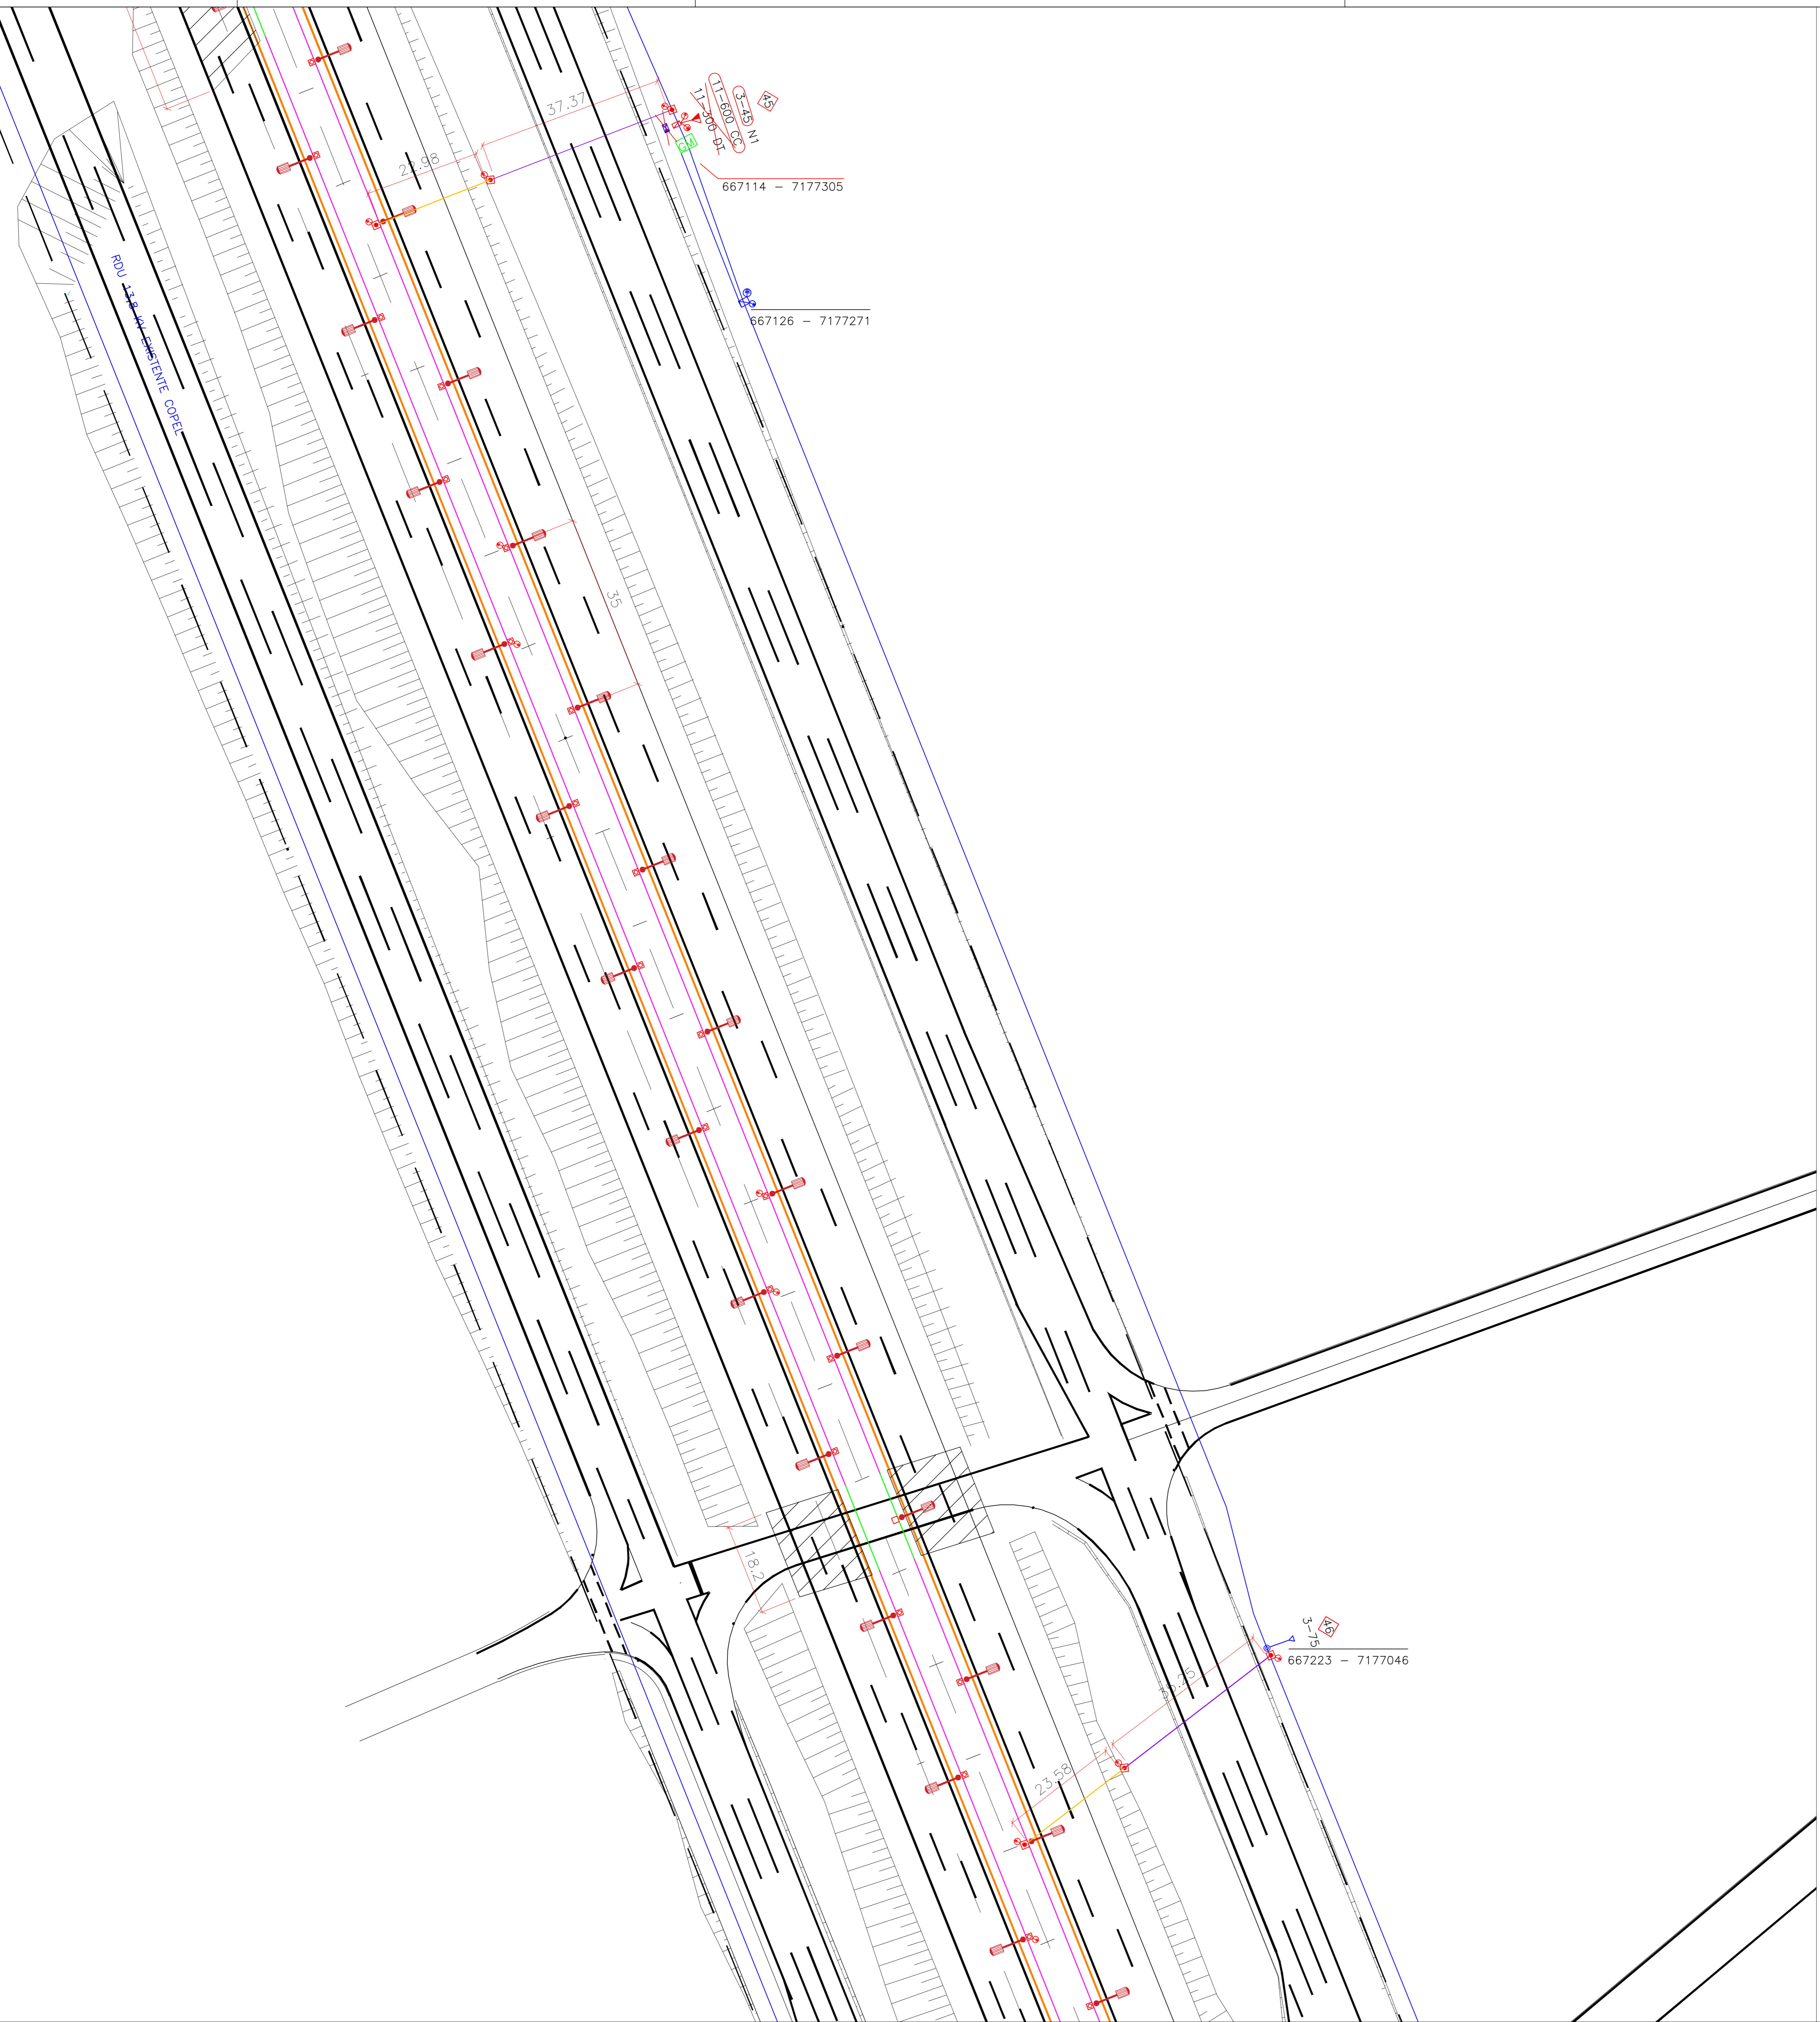 37.37
45
3-45 N1
11-600 CC
11-300 DT
22.98
667114 - 7177305
RDU 13,8 KV EXISTENTE COPEL
667126 - 7177271
35
18.2
46
3-75
667223 - 7177046
23.58